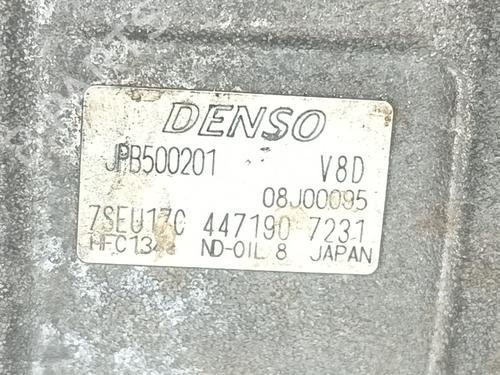 DENSO
JPB500201 V8D
08J00095
7SEU17C 447190 7231
HFC134a ND-OIL 8 JAPAN